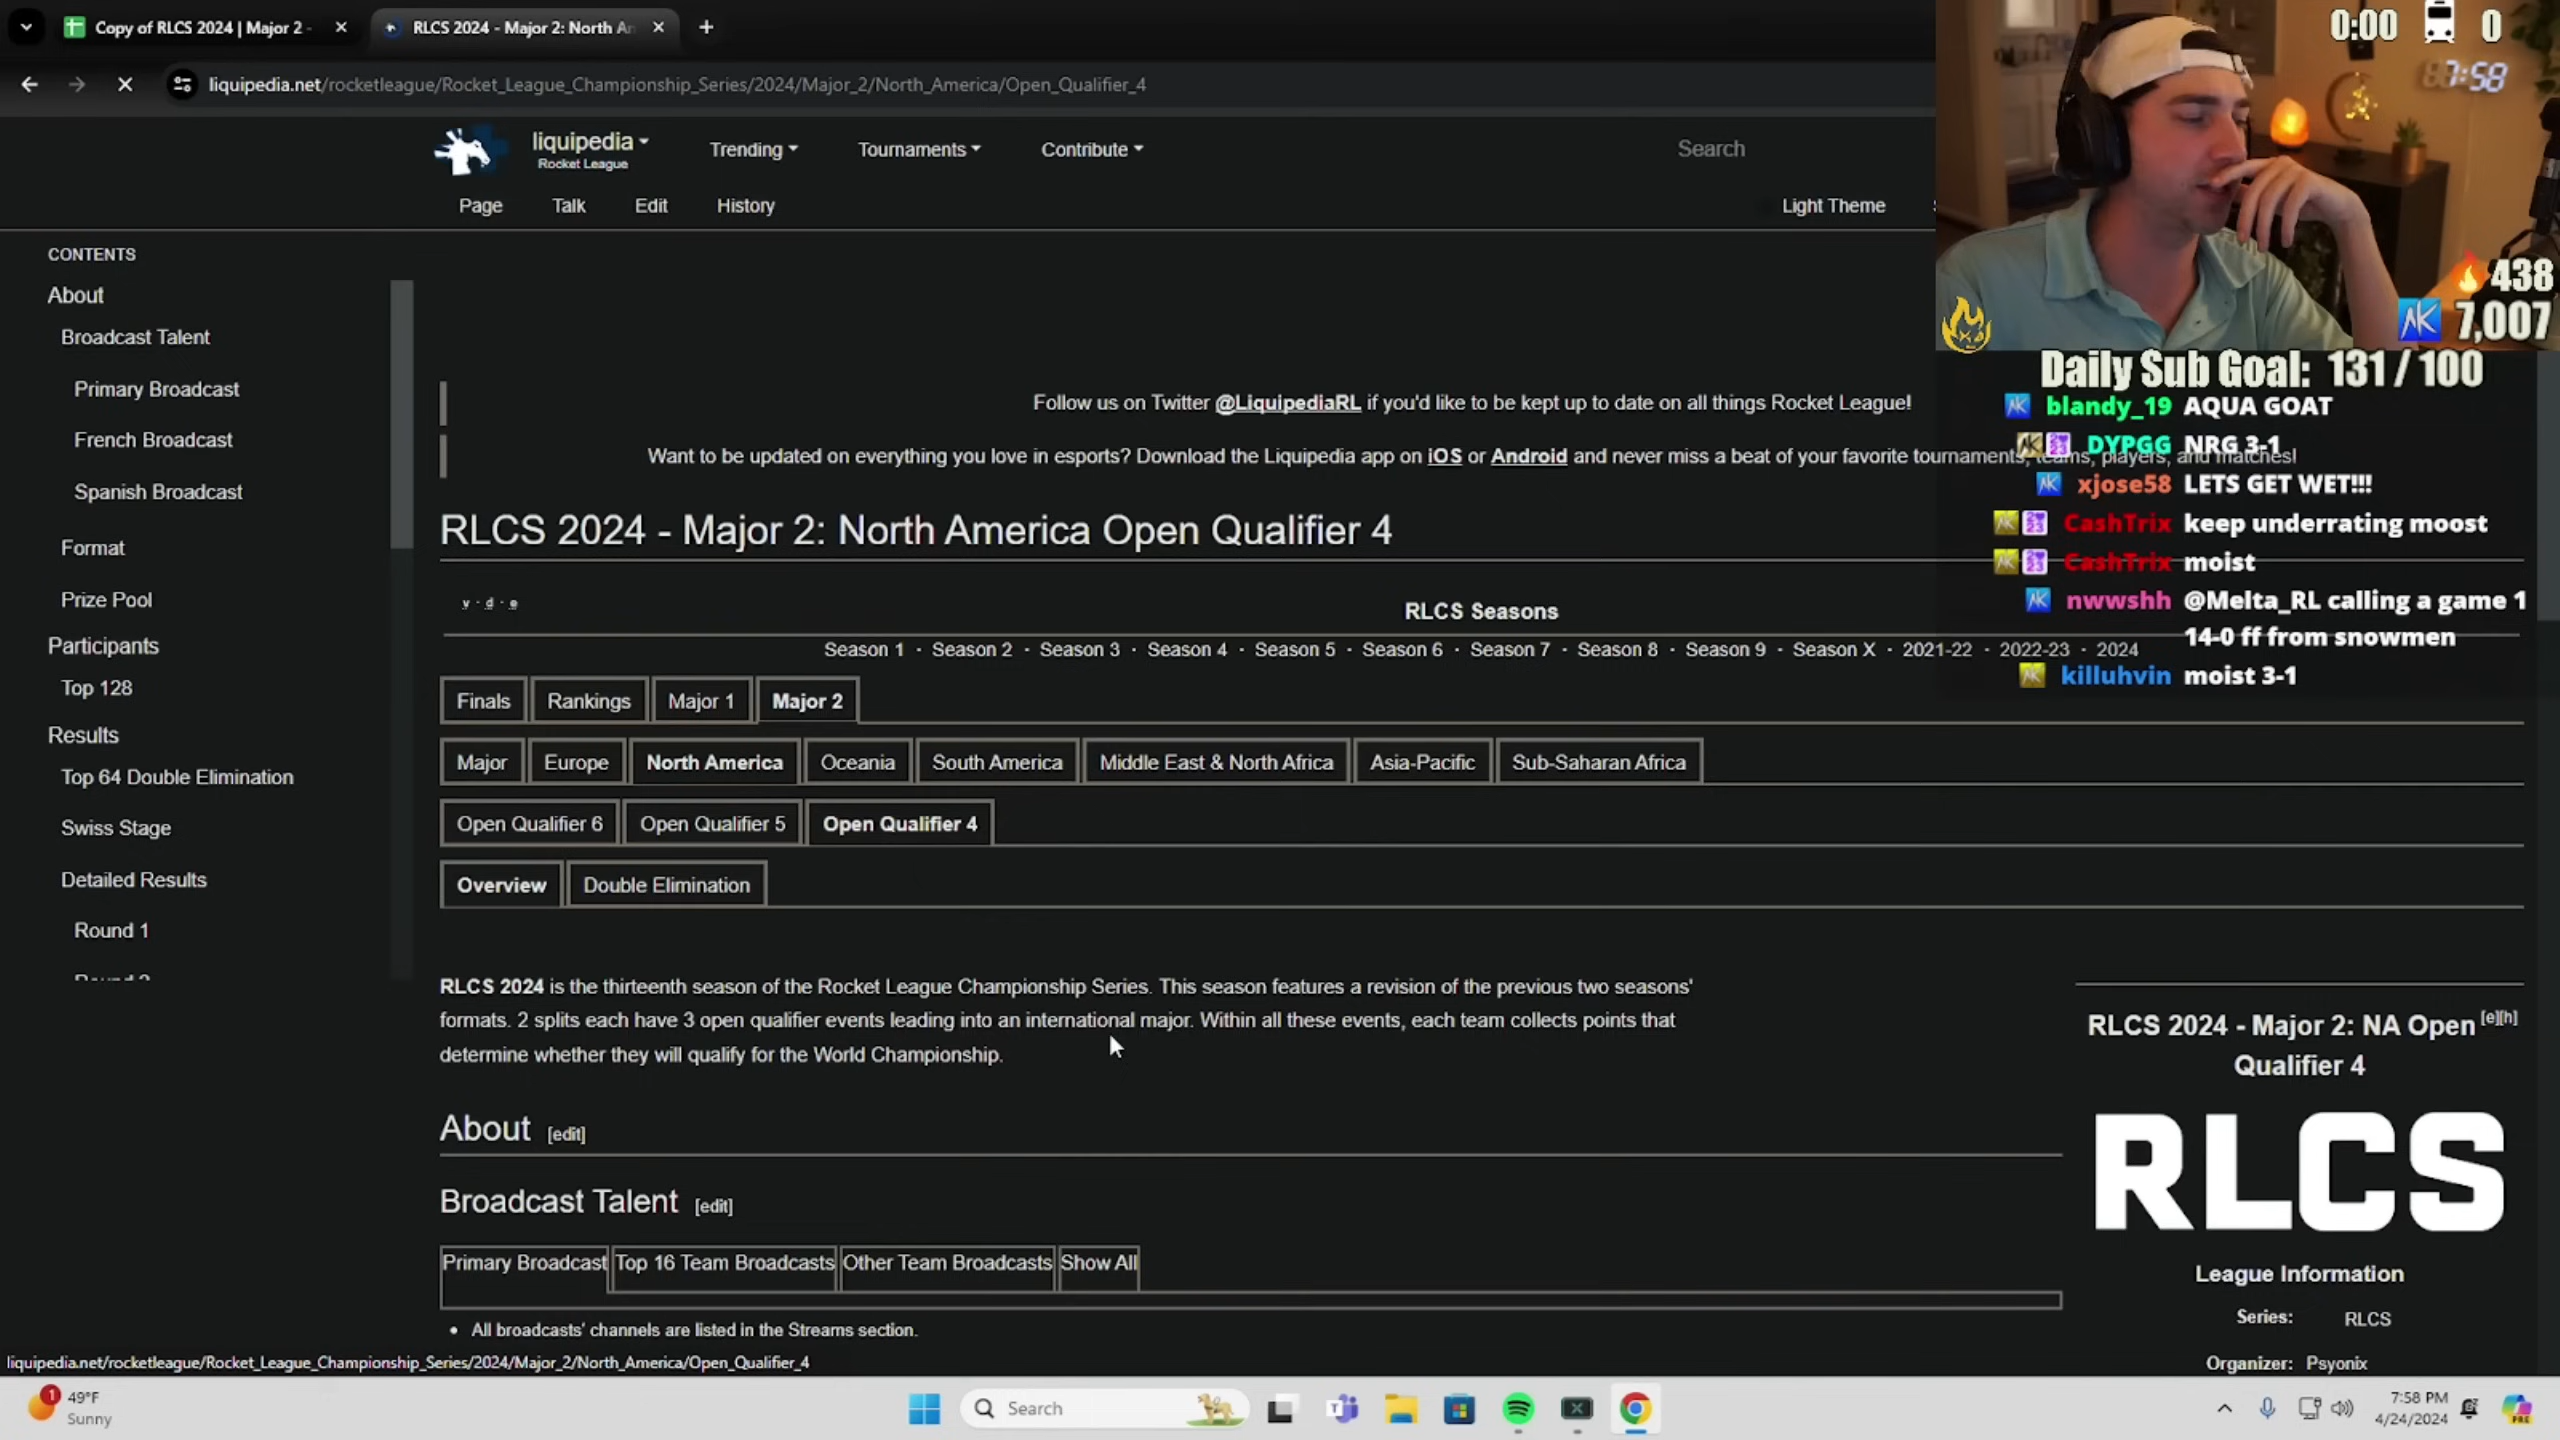 Copy of RLCS 2024 | Major 2 -
RLCS 2024 - Major 2: North An
0:00 0
7:58
liquipedia.net/rocketleague/Rocket_League_Championship_Series/2024/Major_2/North_America/Open_Qualifier_4
liquipedia
Rocket League
Trending
Tournaments
Contribute
Search
Page
Talk
Edit
History
Light Theme
CONTENTS
About
Broadcast Talent
Primary Broadcast
French Broadcast
Spanish Broadcast
Format
Prize Pool
Participants
Top 128
Results
Top 64 Double Elimination
Swiss Stage
Detailed Results
Round 1
438
AK 7,007
Daily Sub Goal: 131 / 100
blandy_19 AQUA GOAT
DYPGG NRG 3-1
xjose58 LETS GET WET!!!
CashTrix keep underrating moost
CashTrix moist
nwwshh @Melta_RL calling a game 1
14-0 ff from snowmen
killuhvin moist 3-1
Follow us on Twitter @LiquipediaRL if you'd like to be kept up to date on all things Rocket League!
Want to be updated on everything you love in esports? Download the Liquipedia app on iOS or Android and never miss a beat of your favorite tournaments, teams, players, and matches!
RLCS 2024 - Major 2: North America Open Qualifier 4
v · d · e
RLCS Seasons
Season 1 · Season 2 · Season 3 · Season 4 · Season 5 · Season 6 · Season 7 · Season 8 · Season 9 · Season X · 2021-22 · 2022-23 · 2024
Finals Rankings Major 1 Major 2
Major Europe North America Oceania South America Middle East & North Africa Asia-Pacific Sub-Saharan Africa
Open Qualifier 6 Open Qualifier 5 Open Qualifier 4
Overview Double Elimination
RLCS 2024 is the thirteenth season of the Rocket League Championship Series. This season features a revision of the previous two seasons'
formats. 2 splits each have 3 open qualifier events leading into an international major. Within all these events, each team collects points that
determine whether they will qualify for the World Championship.
About [edit]
Broadcast Talent [edit]
Primary Broadcast Top 16 Team Broadcasts Other Team Broadcasts Show All
• All broadcasts' channels are listed in the Streams section.
RLCS 2024 - Major 2: NA Open [e][h]
Qualifier 4
RLCS
League Information
Series: RLCS
Organizer: Psyonix
liquipedia.net/rocketleague/Rocket_League_Championship_Series/2024/Major_2/North_America/Open_Qualifier_4
1
49°F
Sunny
Search
7:58 PM
4/24/2024
PRE